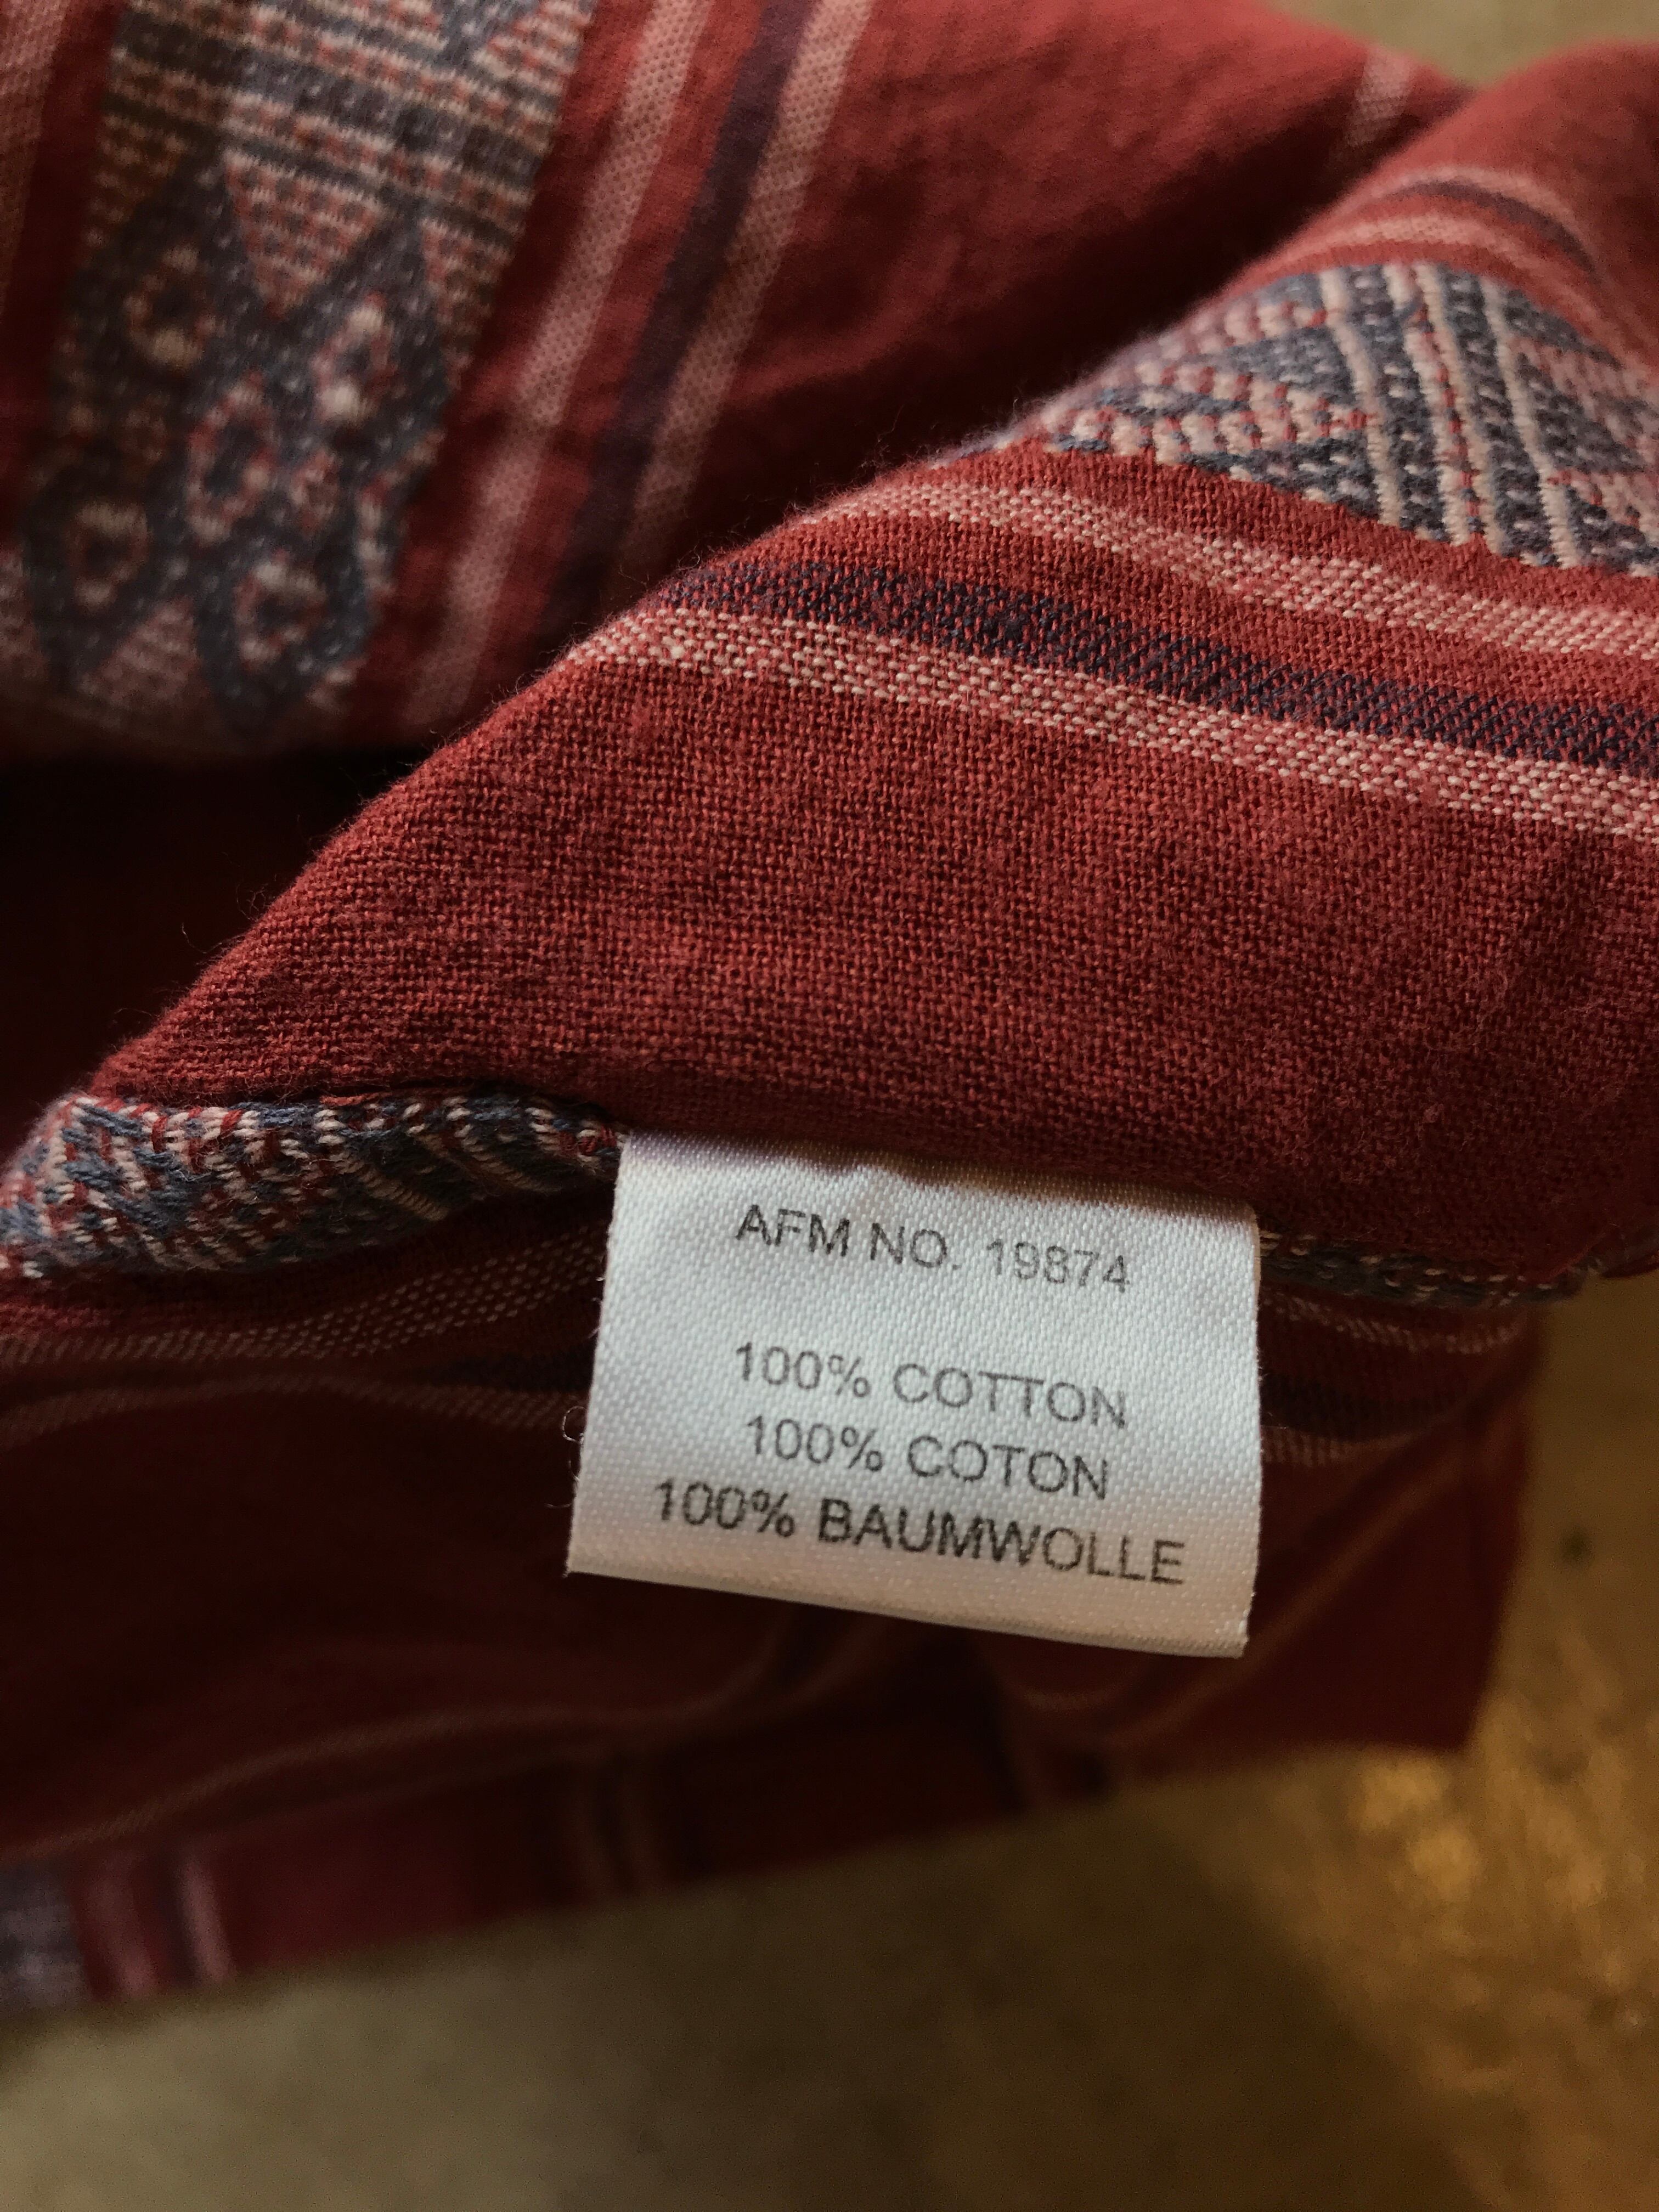 AFM NO. 19874
100% COTTON
100% COTON
100% BAUMWOLLE